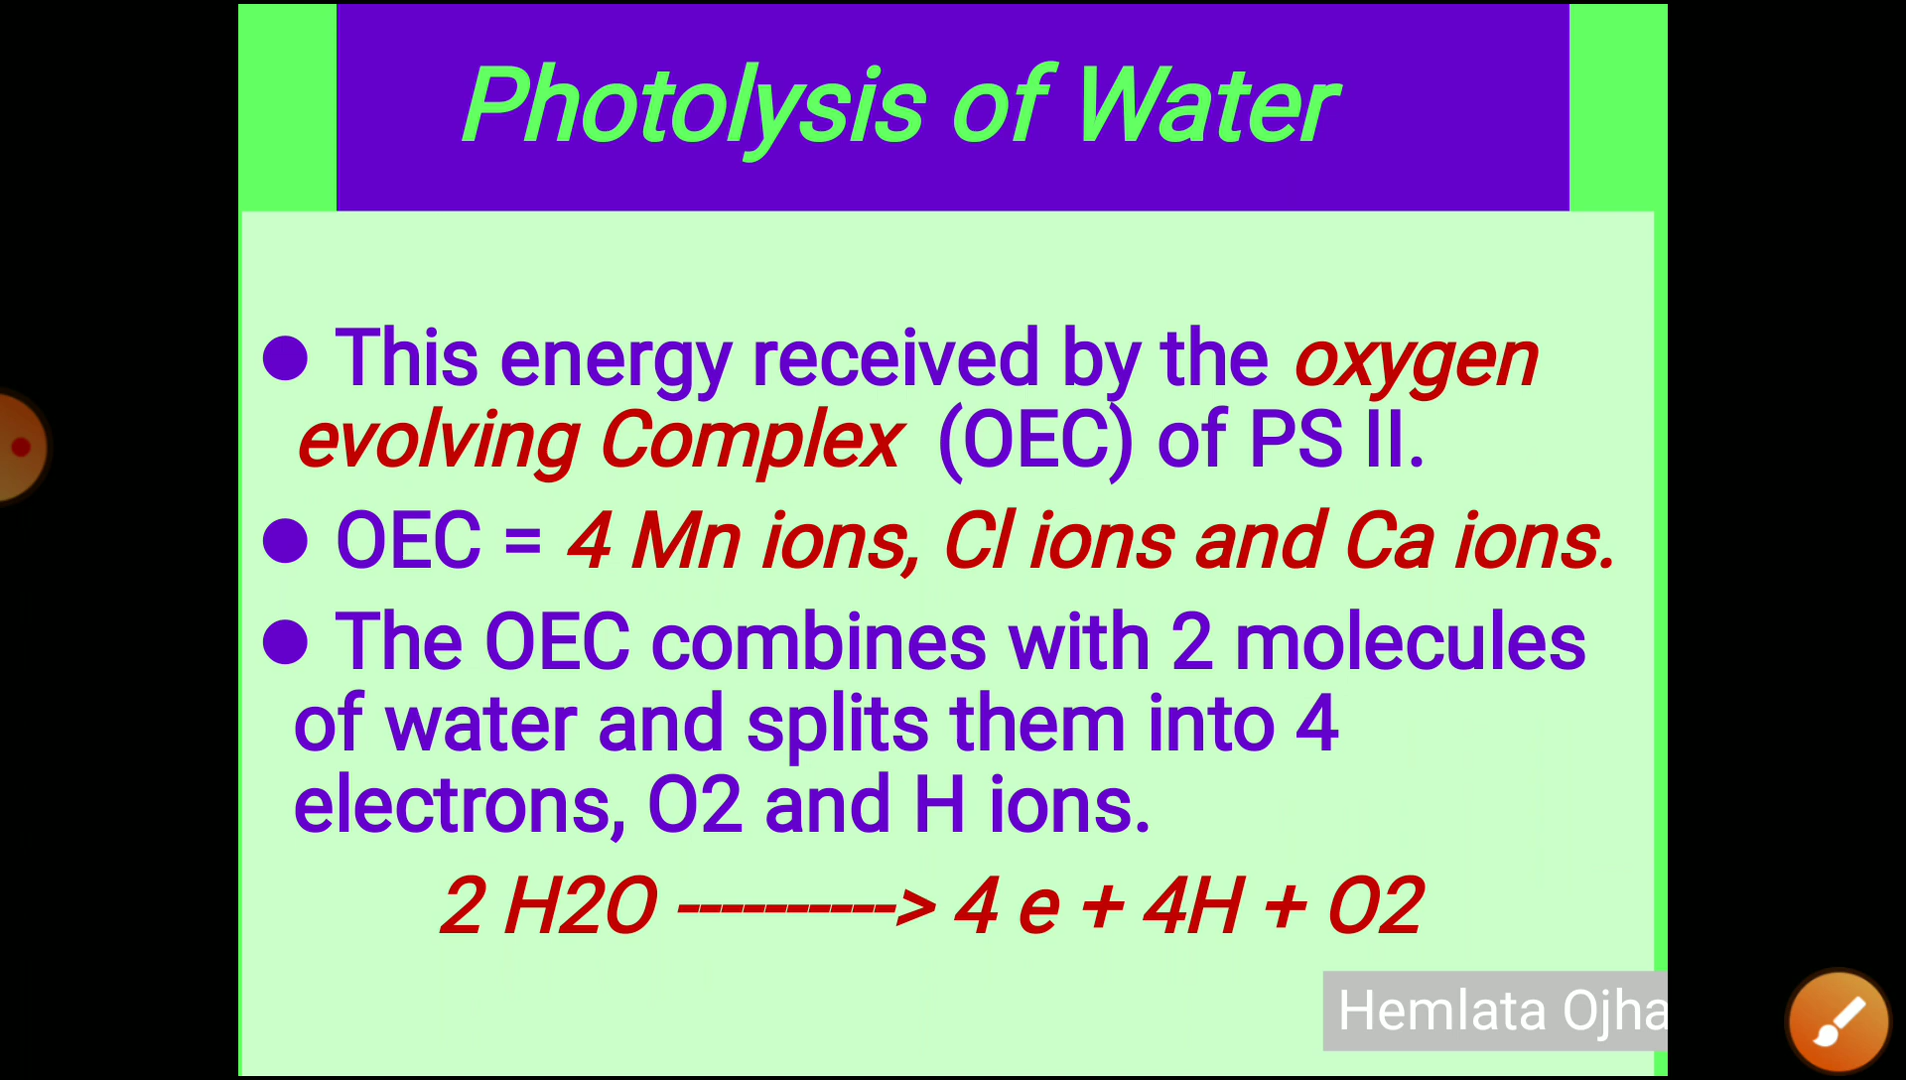 Photolysis of Water
● This energy received by the oxygen
evolving Complex (OEC) of PS II.
● OEC = 4 Mn ions, Cl ions and Ca ions.
● The OEC combines with 2 molecules
of water and splits them into 4
electrons, O2 and H ions.
2 H2O ----------> 4 e + 4H + O2
Hemlata Ojha